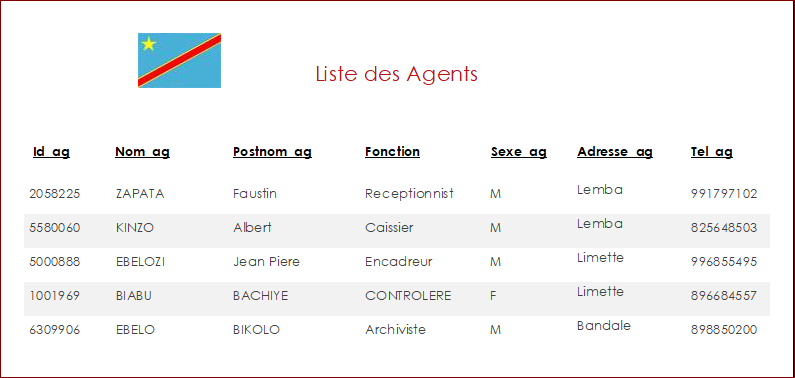 Liste des Agents
Id_ag Nom_ag Postnom_ag Fonction Sexe_ag Adresse_ag Tel_ag
2058225 ZAPATA Faustin Receptionnist M Lemba 991797102
5580060 KINZO Albert Caissier M Lemba 825648503
5000888 EBELOZI Jean Piere Encadreur M Limette 996855495
1001969 BIABU BACHIYE CONTROLERE F Limette 896684557
6309906 EBELO BIKOLO Archiviste M Bandale 898850200